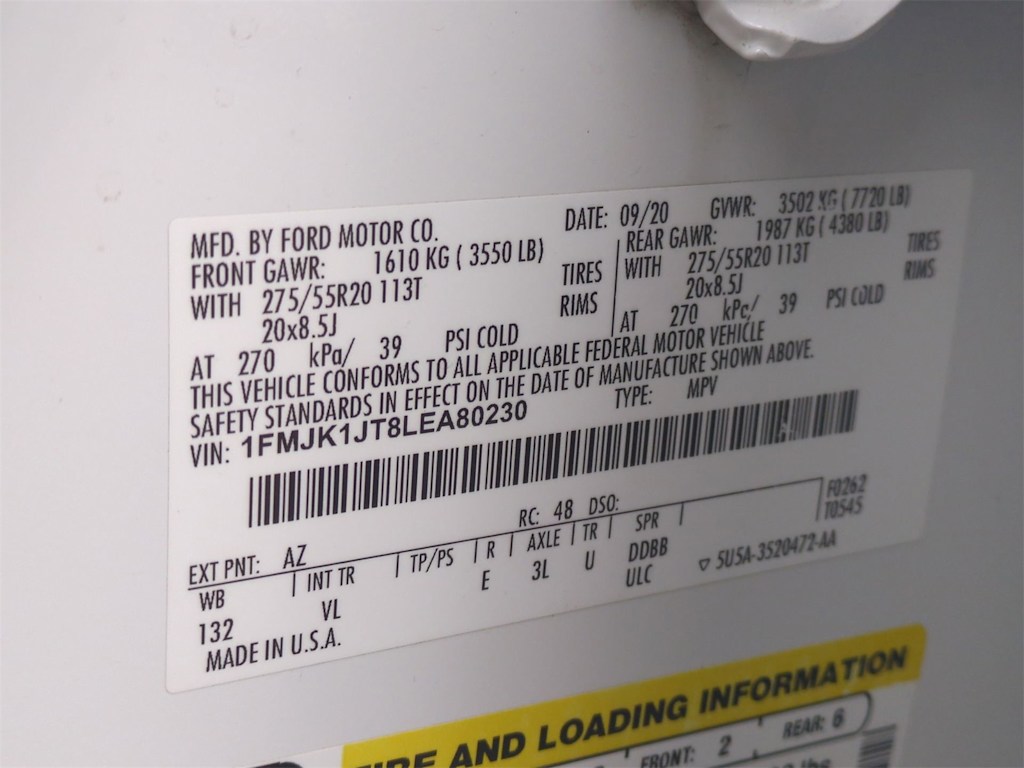 MFD. BY FORD MOTOR CO. DATE: 09/20 GVWR: 3502 KG ( 7720 LB)
FRONT GAWR: 1610 KG ( 3550 LB) REAR GAWR: 1987 KG ( 4380 LB)
WITH 275/55R20 113T TIRES WITH 275/55R20 113T TIRES
20x8.5J RIMS 20x8.5J RIMS
AT 270 kPa/ 39 PSI COLD AT 270 kPa/ 39 PSI COLD
THIS VEHICLE CONFORMS TO ALL APPLICABLE FEDERAL MOTOR VEHICLE
SAFETY STANDARDS IN EFFECT ON THE DATE OF MANUFACTURE SHOWN ABOVE.
VIN: 1FMJK1JT8LEA80230 TYPE: MPV
EXT PNT: AZ RC: 48 DSO: F0262
WB INT TR TP/PS R AXLE TR SPR T0545
132 VL E 3L U DDBB
ULC ▽ 5U5A-3520472-AA
MADE IN U.S.A.
TIRE AND LOADING INFORMATION
FRONT: 2 REAR: 6
lbs